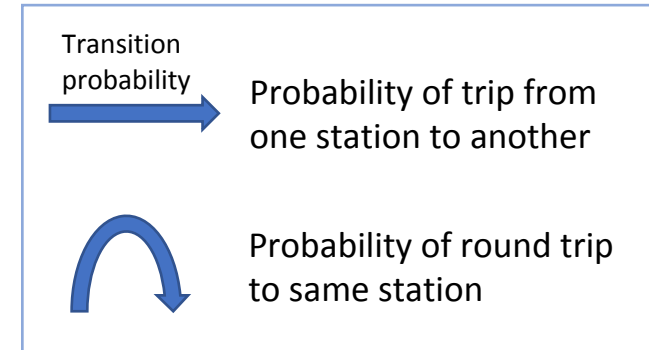 Transition
probability
Probability of trip from
one station to another
Probability of round trip
to same station